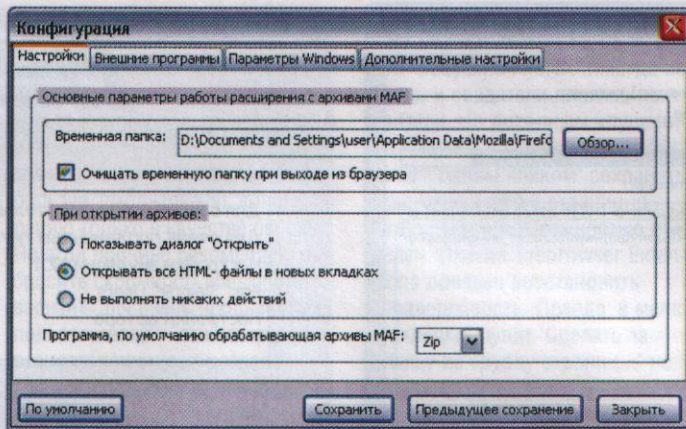 Конфигурация
Настройки Внешние программы Параметры Windows Дополнительные настройки
Основные параметры работы расширения с архивами MAF
Временная папка: D:\Documents and Settings\user\Application Data\Mozilla\Firefo Обзор...
Очищать временную папку при выходе из браузера
При открытии архивов:
Показывать диалог "Открыть"
Открывать все HTML- файлы в новых вкладках
Не выполнять никаких действий
Программа, по умолчанию обрабатывающая архивы MAF: Zip
По умолчанию Сохранить Предыдущее сохранение Закрыть